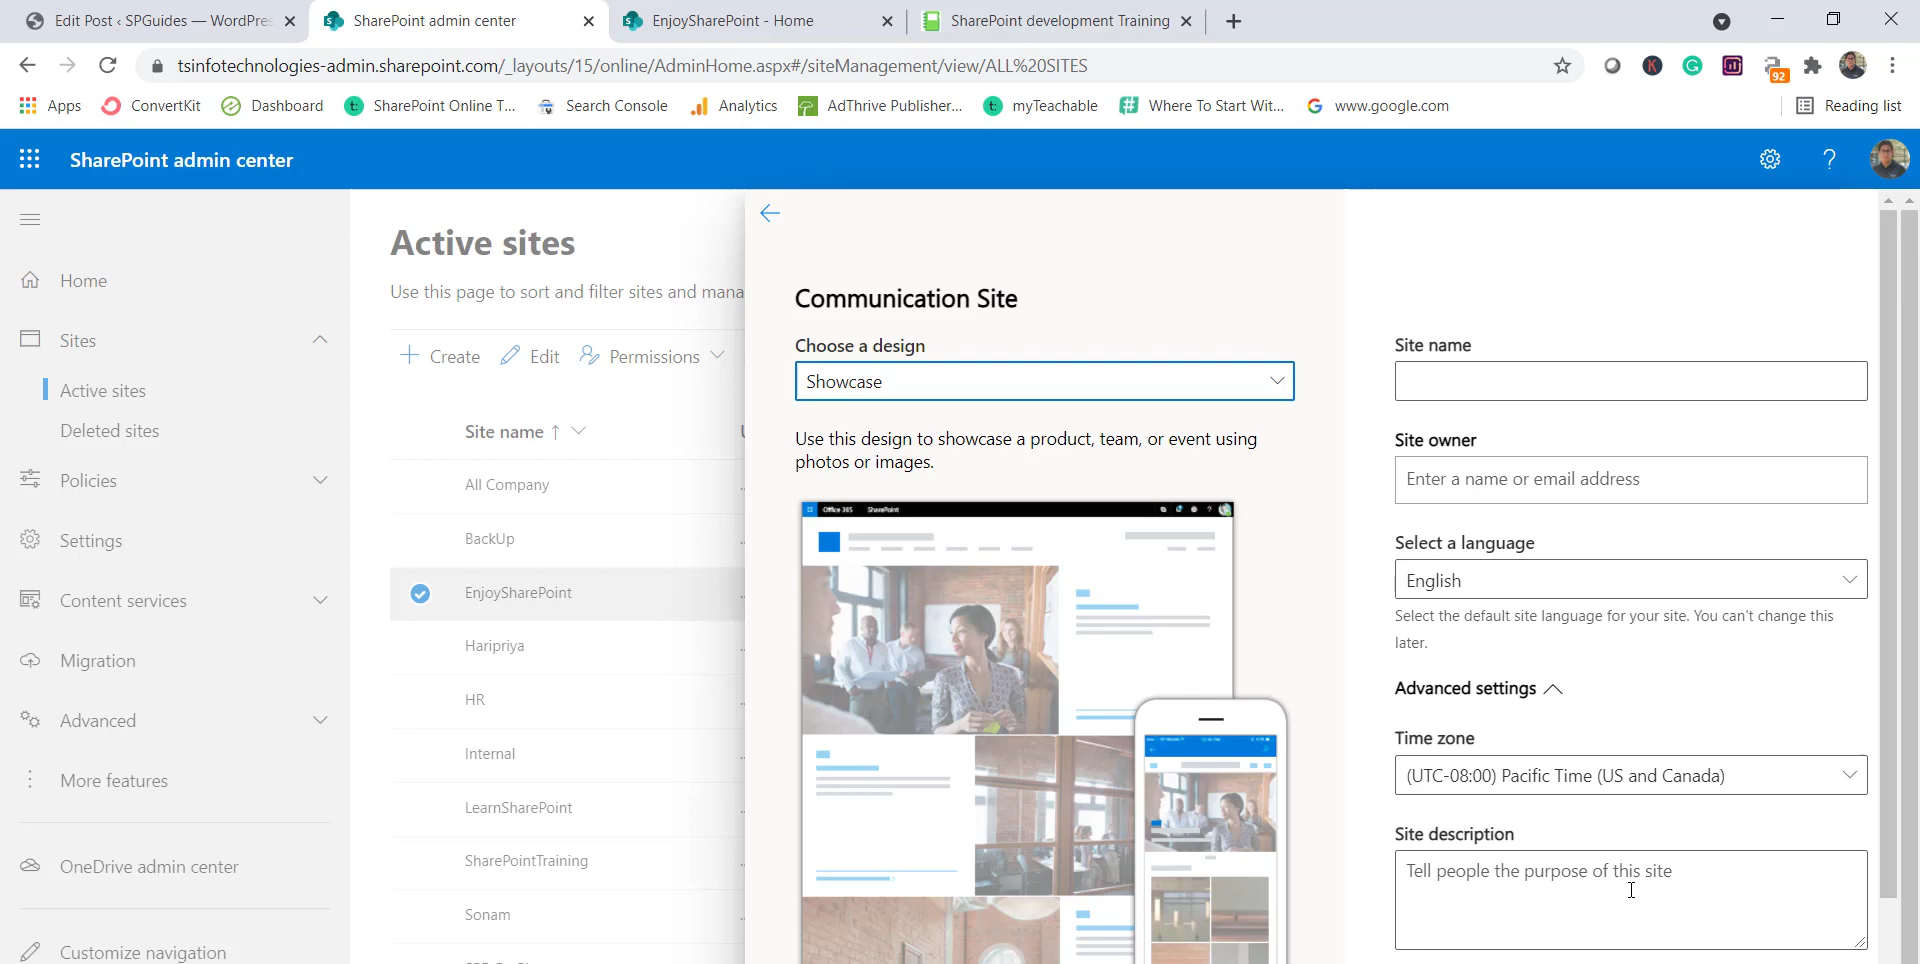 Edit Post ‹ SPGuides — WordPres
SharePoint admin center
EnjoySharePoint - Home
SharePoint development Training
tsinfotechnologies-admin.sharepoint.com/_layouts/15/online/AdminHome.aspx#/siteManagement/view/ALL%20SITES
92
Apps
ConvertKit
Dashboard
SharePoint Online T...
Search Console
Analytics
AdThrive Publisher...
myTeachable
Where To Start Wit...
www.google.com
Reading list
SharePoint admin center
Home
Sites
Active sites
Deleted sites
Policies
Settings
Content services
Migration
Advanced
More features
OneDrive admin center
Customize navigation
Active sites
Use this page to sort and filter sites and mana
Create
Edit
Permissions
Site name ↑
All Company
BackUp
EnjoySharePoint
Haripriya
HR
Internal
LearnSharePoint
SharePointTraining
Sonam
Communication Site
Choose a design
Showcase
Use this design to showcase a product, team, or event using
photos or images.
Office 365 SharePoint
Site name
Site owner
Enter a name or email address
Select a language
English
Select the default site language for your site. You can't change this
later.
Advanced settings
Time zone
(UTC-08:00) Pacific Time (US and Canada)
Site description
Tell people the purpose of this site